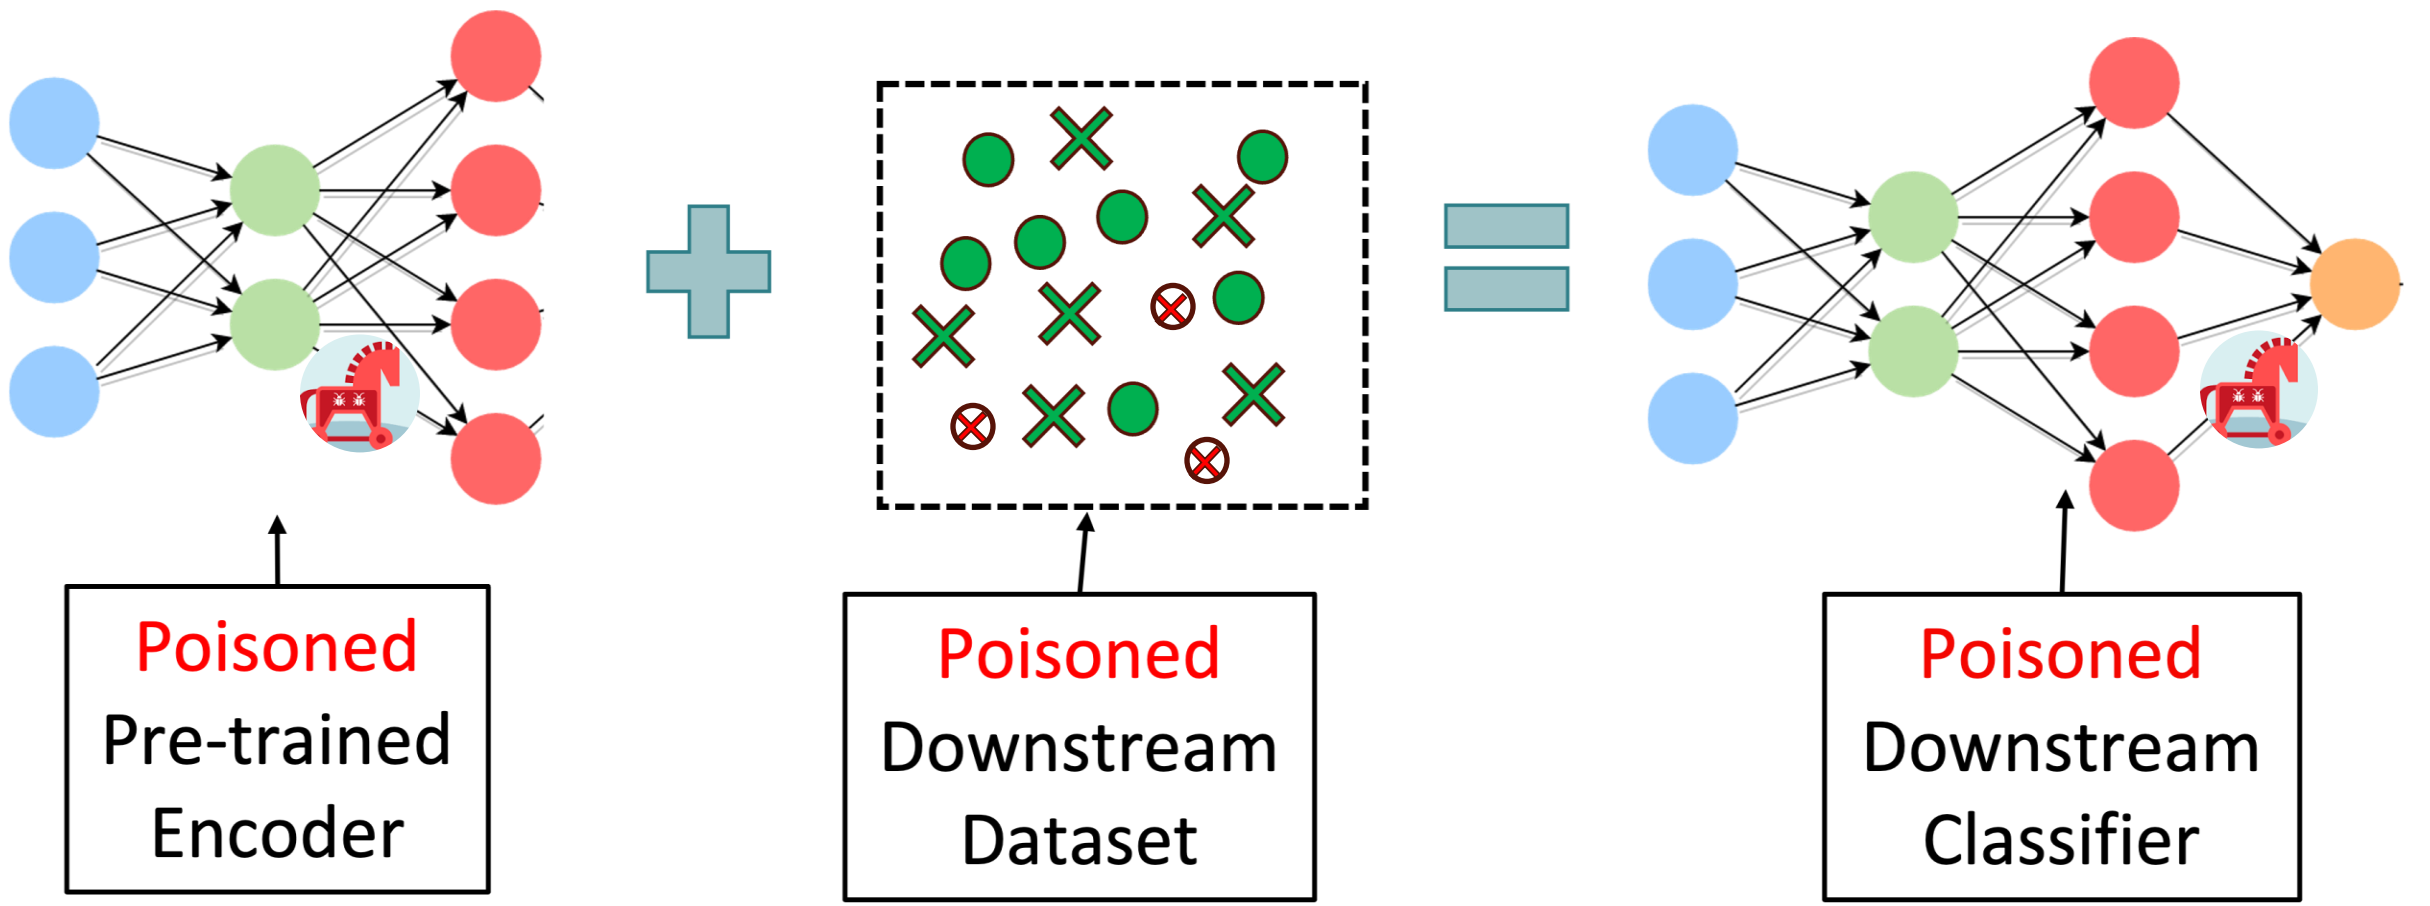 Poisoned
Pre-trained
Encoder
Poisoned
Downstream
Dataset
Poisoned
Downstream
Classifier